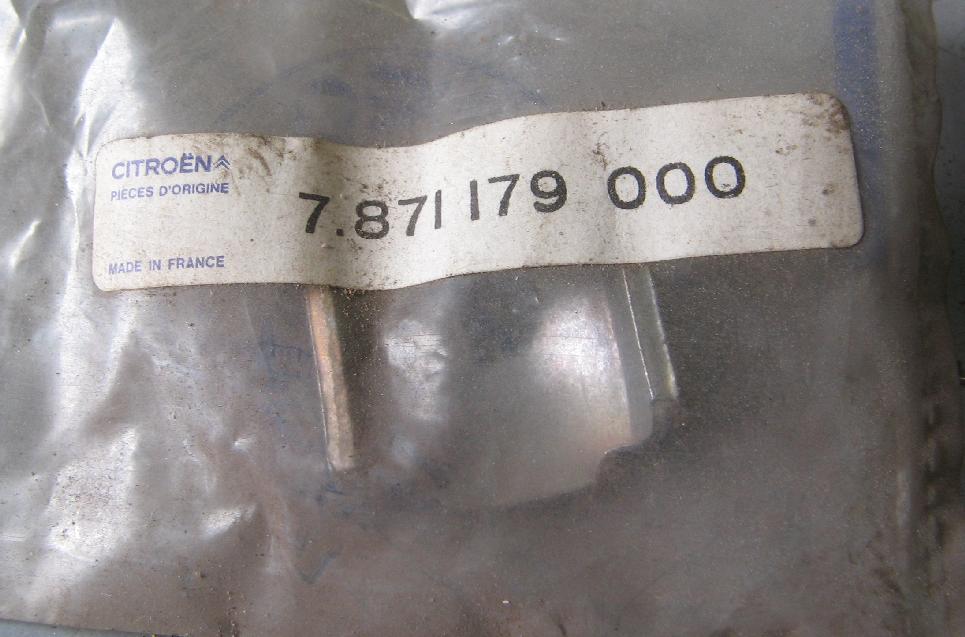 CITROËN
PIÈCES D'ORIGINE
7.871 179 000
MADE IN FRANCE